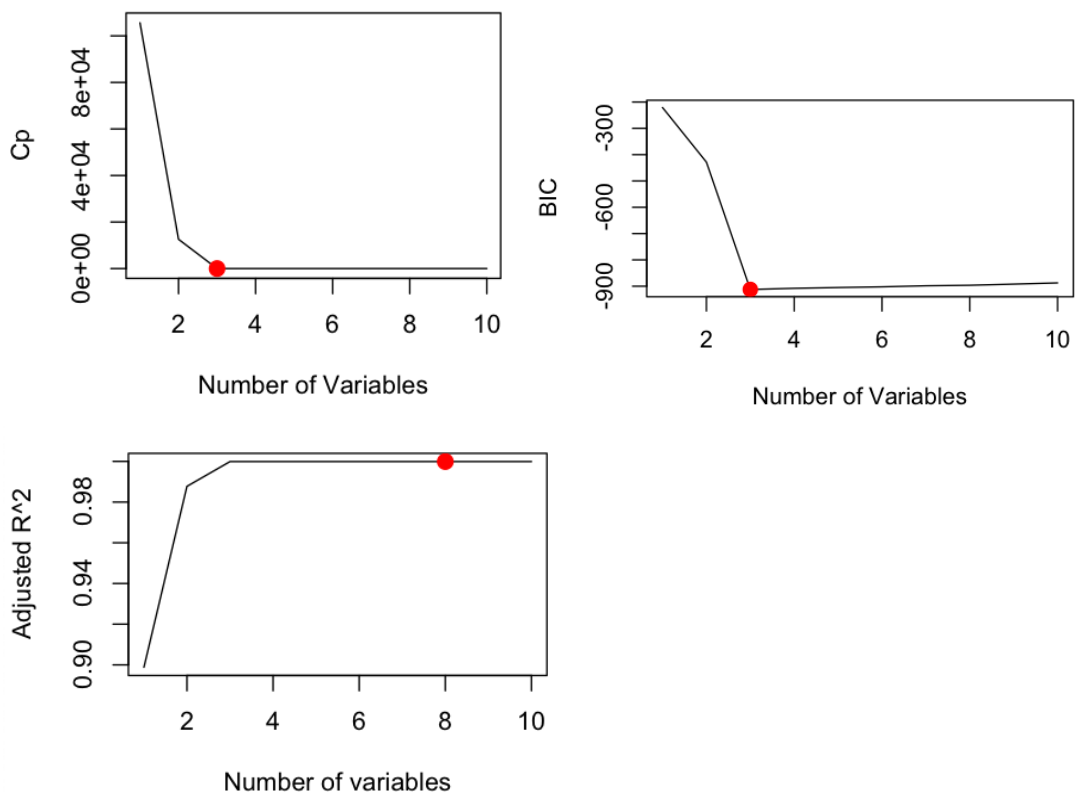 Cp
8e+04
4e+04
0e+00
2 4 6 8 10
Number of Variables
BIC
-300
-600
-900
2 4 6 8 10
Number of Variables
Adjusted R^2
0.98
0.94
0.90
2 4 6 8 10
Number of variables